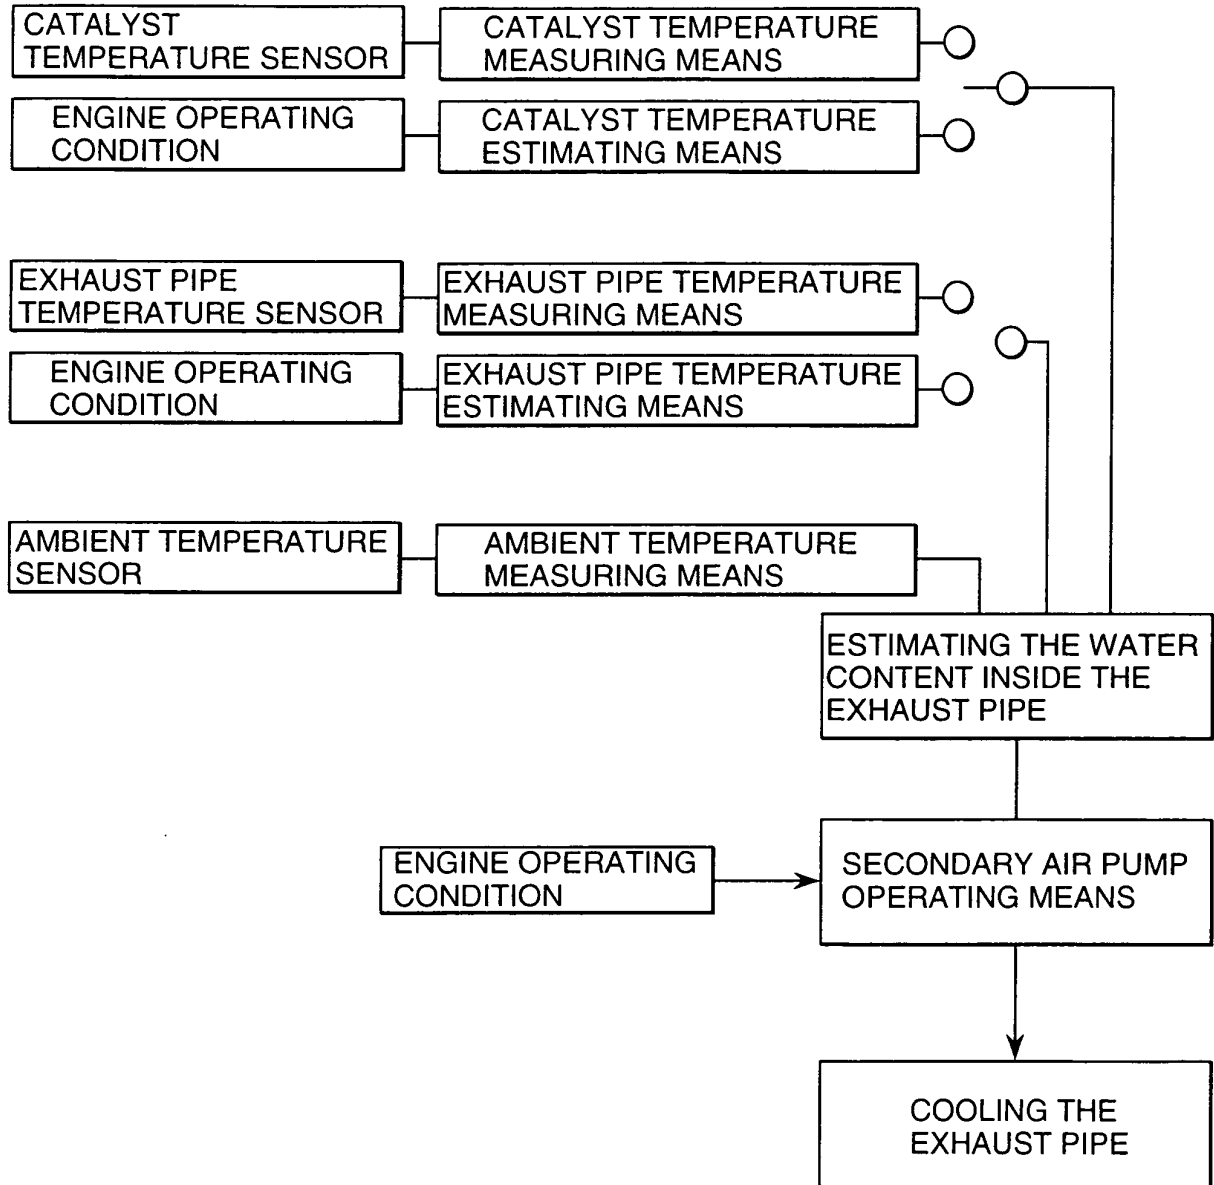 CATALYST
TEMPERATURE SENSOR
CATALYST TEMPERATURE
MEASURING MEANS
ENGINE OPERATING
CONDITION
CATALYST TEMPERATURE
ESTIMATING MEANS
EXHAUST PIPE
TEMPERATURE SENSOR
EXHAUST PIPE TEMPERATURE
MEASURING MEANS
ENGINE OPERATING
CONDITION
EXHAUST PIPE TEMPERATURE
ESTIMATING MEANS
AMBIENT TEMPERATURE
SENSOR
AMBIENT TEMPERATURE
MEASURING MEANS
ESTIMATING THE WATER
CONTENT INSIDE THE
EXHAUST PIPE
ENGINE OPERATING
CONDITION
SECONDARY AIR PUMP
OPERATING MEANS
COOLING THE
EXHAUST PIPE